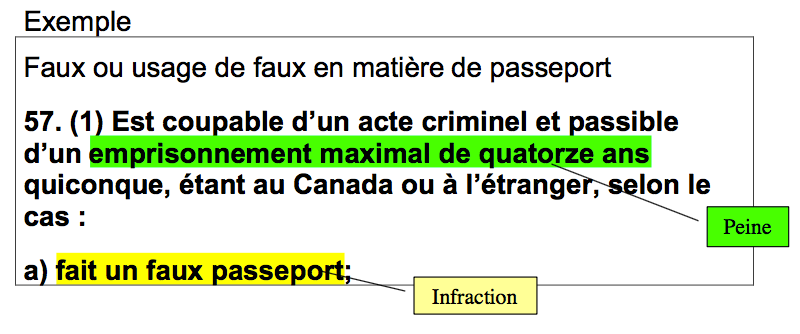 Exemple
Faux ou usage de faux en matière de passeport
57. (1) Est coupable d’un acte criminel et passible
d’un emprisonnement maximal de quatorze ans
quiconque, étant au Canada ou à l’étranger, selon le
cas :
Peine
a) fait un faux passeport;
Infraction